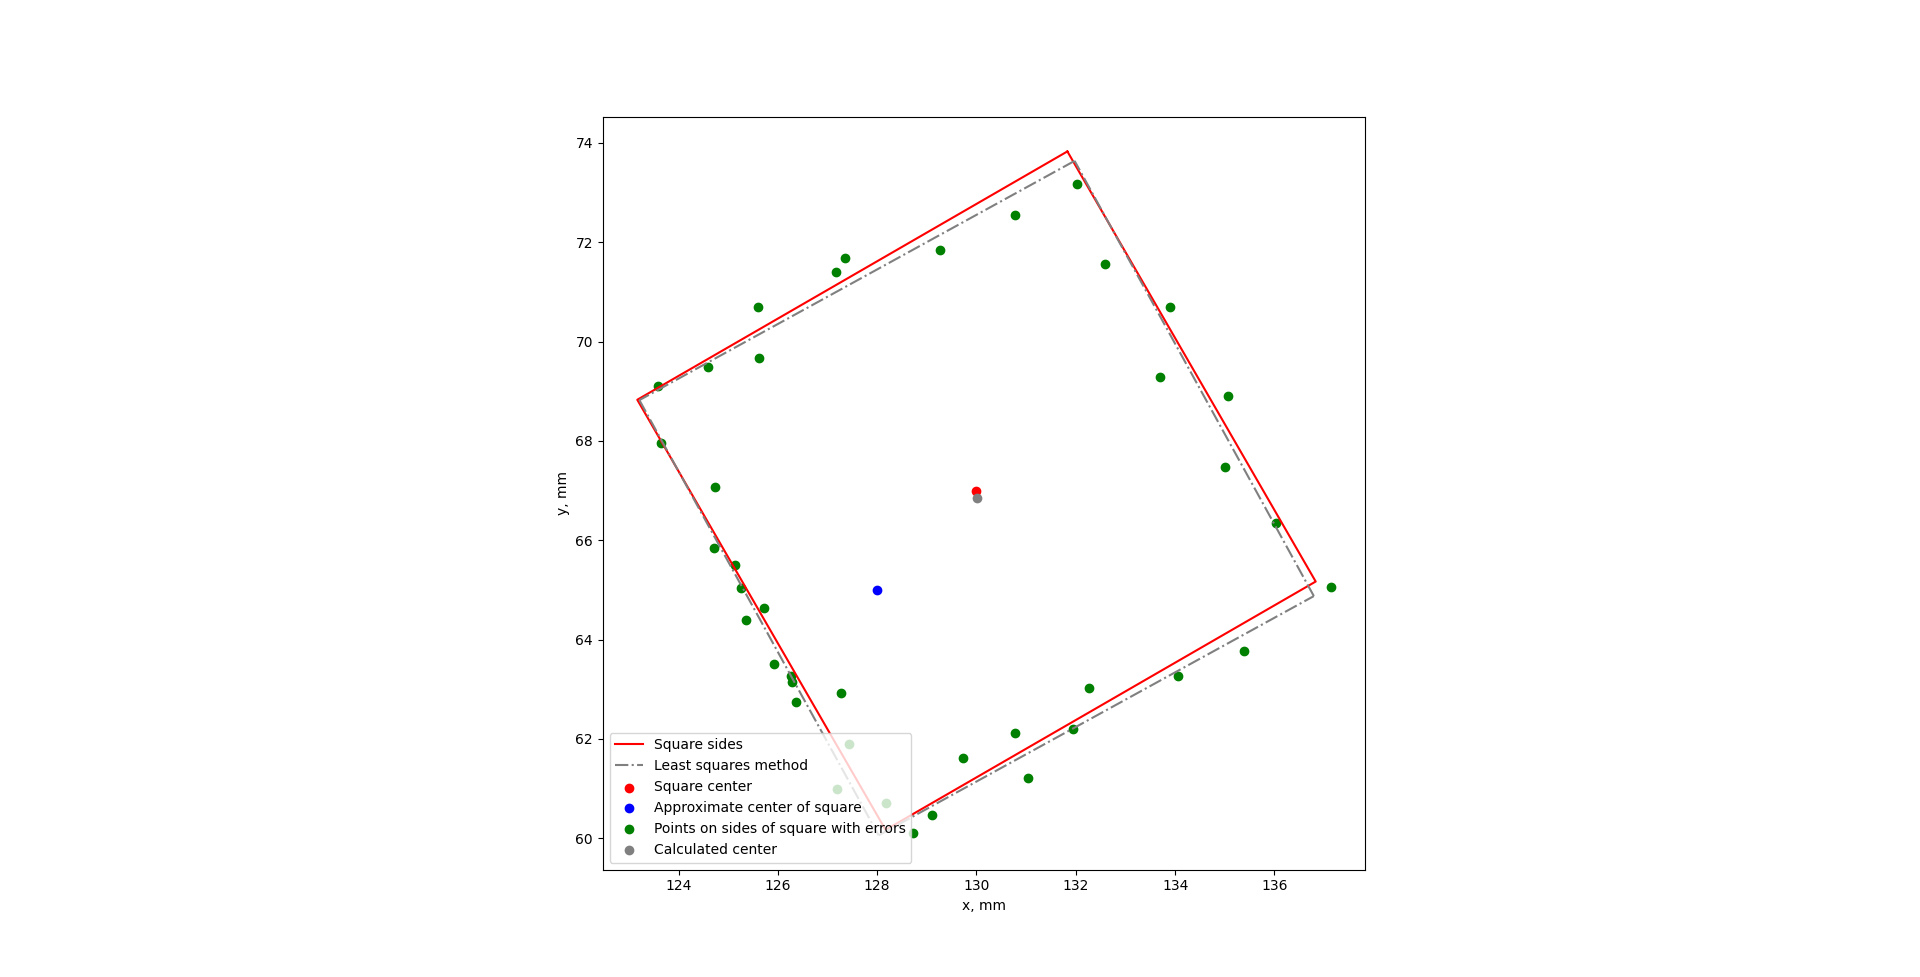 74
72
70
68
66
64
62
60
y, mm
Square sides
Least squares method
Square center
Approximate center of square
Points on sides of square with errors
Calculated center
124 126 128 130 132 134 136
x, mm